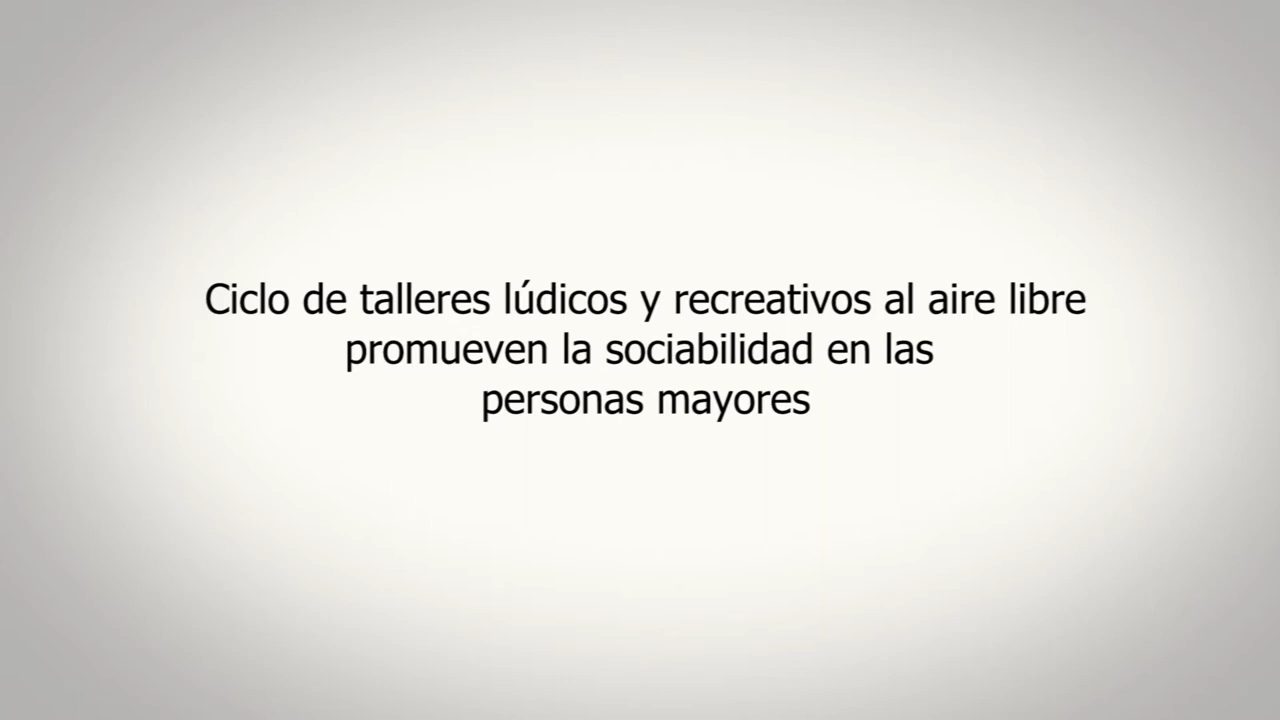 Ciclo de talleres lúdicos y recreativos al aire libre
promueven la sociabilidad en las
personas mayores